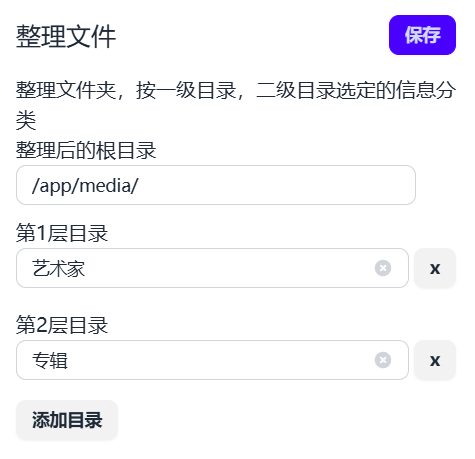 整理文件
保存
整理文件夹，按一级目录，二级目录选定的信息分
类
整理后的根目录
/app/media/
第1层目录
艺术家
x
第2层目录
专辑
x
添加目录